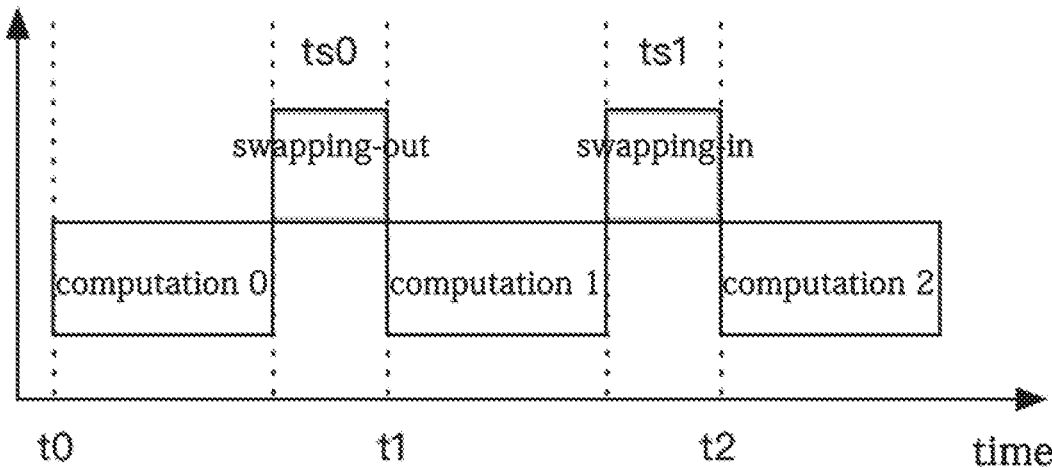 ts0 ts1
swapping-out swapping-in
computation 0 computation 1 computation 2
t0 t1 t2 time